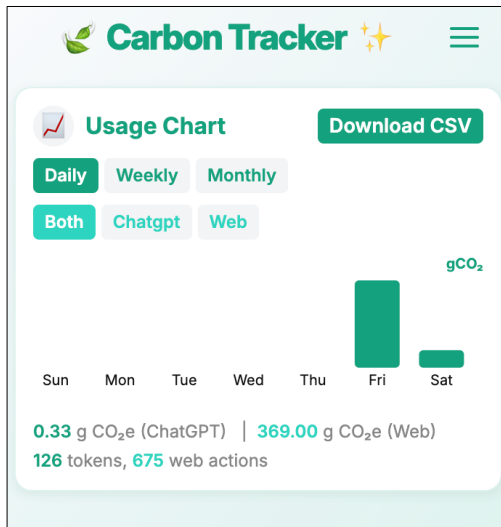 Carbon Tracker
Usage Chart
Download CSV
Daily Weekly Monthly
Both Chatgpt Web
gCO₂
Sun Mon Tue Wed Thu Fri Sat
0.33 g CO₂e (ChatGPT) | 369.00 g CO₂e (Web)
126 tokens, 675 web actions